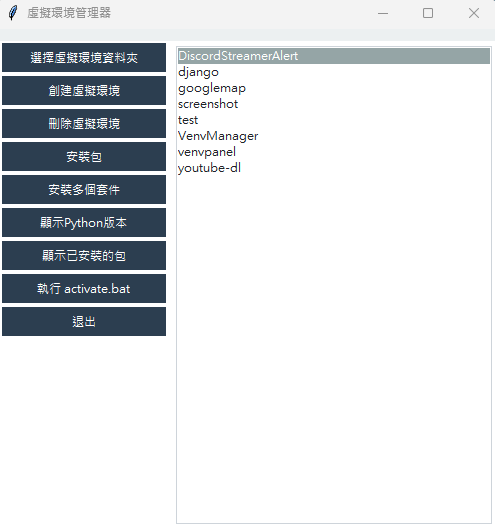 虛擬環境管理器
選擇虛擬環境資料夾
創建虛擬環境
刪除虛擬環境
安裝包
安裝多個套件
顯示Python版本
顯示已安裝的包
執行 activate.bat
退出
DiscordStreamerAlert
django
googlemap
screenshot
test
VenvManager
venvpanel
youtube-dl